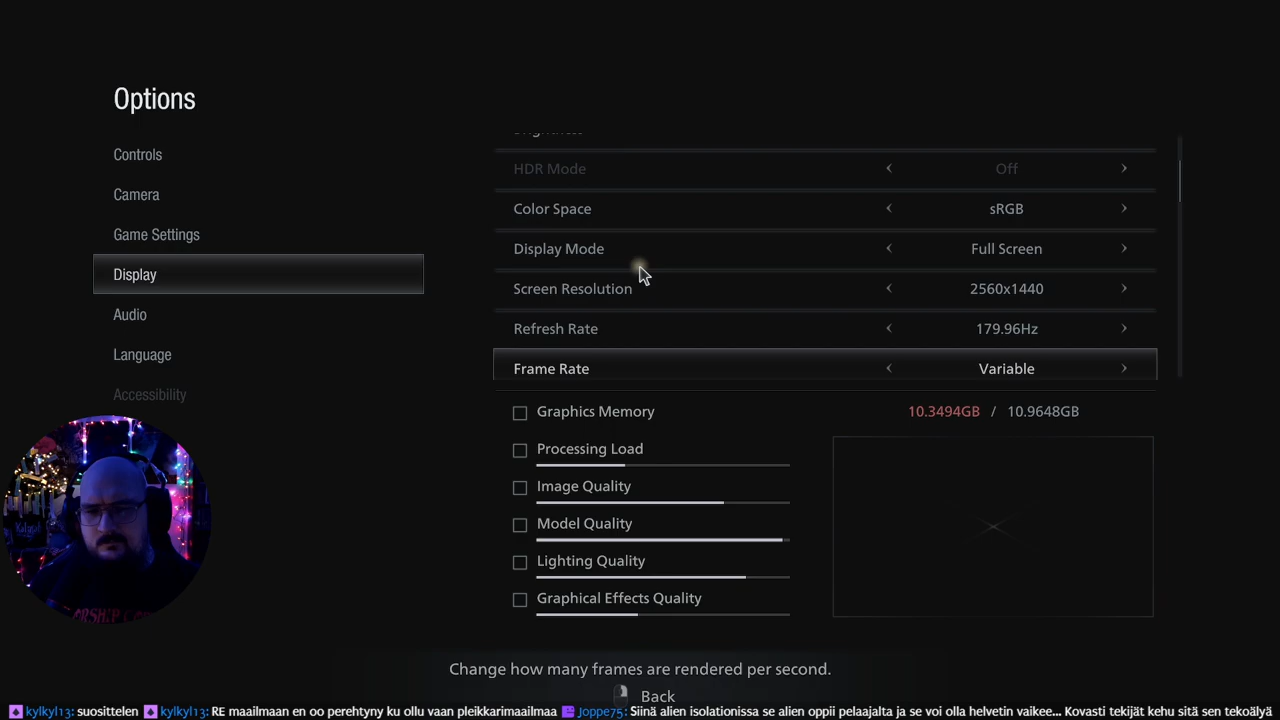 Options
Controls
Camera
Game Settings
Display
Audio
Language
Accessibility
HDR Mode Off
Color Space sRGB
Display Mode Full Screen
Screen Resolution 2560x1440
Refresh Rate 179.96Hz
Frame Rate Variable
Graphics Memory 10.3494GB / 10.9648GB
Processing Load
Image Quality
Model Quality
Lighting Quality
Graphical Effects Quality
Change how many frames are rendered per second.
Back
kylkyl13: suosittelen kylkyl13: RE maailmaan en oo perehtyny ku ollu vaan pleikkarimaailmaa Joppe75: Siinä alien isolationissa se alien oppii pelaajalta ja se voi olla helvetin vaikee... Kovasti tekijät kehu sitä sen tekoälyä